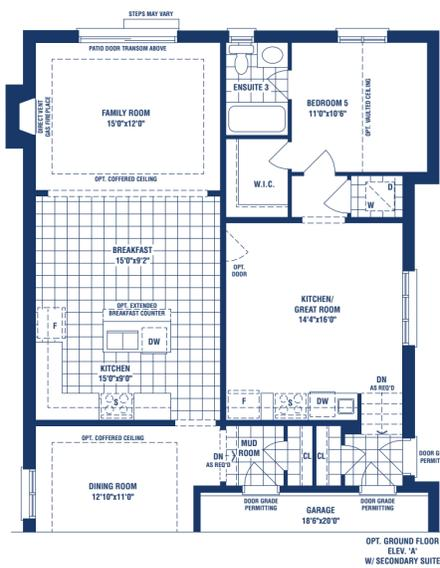 STEPS MAY VARY
PATIO DOOR TRANSOM ABOVE
DIRECT VENT
GAS FIREPLACE
FAMILY ROOM
15'0"x12'0"
OPT. COFFERED CEILING
ENSUITE 3
BEDROOM 5
11'0"x10'6"
OPT. VAULTED CEILING
W.I.C.
D
W
BREAKFAST
15'0"x9'2"
OPT.
DOOR
OPT. EXTENDED
BREAKFAST COUNTER
F
DW
KITCHEN
15'0"x9'0"
S
KITCHEN/
GREAT ROOM
14'4"x16'0"
DN
AS REQ'D
F
S
DW
OPT. COFFERED CEILING
DINING ROOM
12'10"x11'0"
DN
AS REQ'D
MUD
ROOM
CL
CL
DOOR G
PERMIT
DOOR GRADE
PERMITTING
DOOR GRADE
PERMITTING
GARAGE
18'6"x20'0"
OPT. GROUND FLOOR
ELEV. 'A'
W/ SECONDARY SUITE